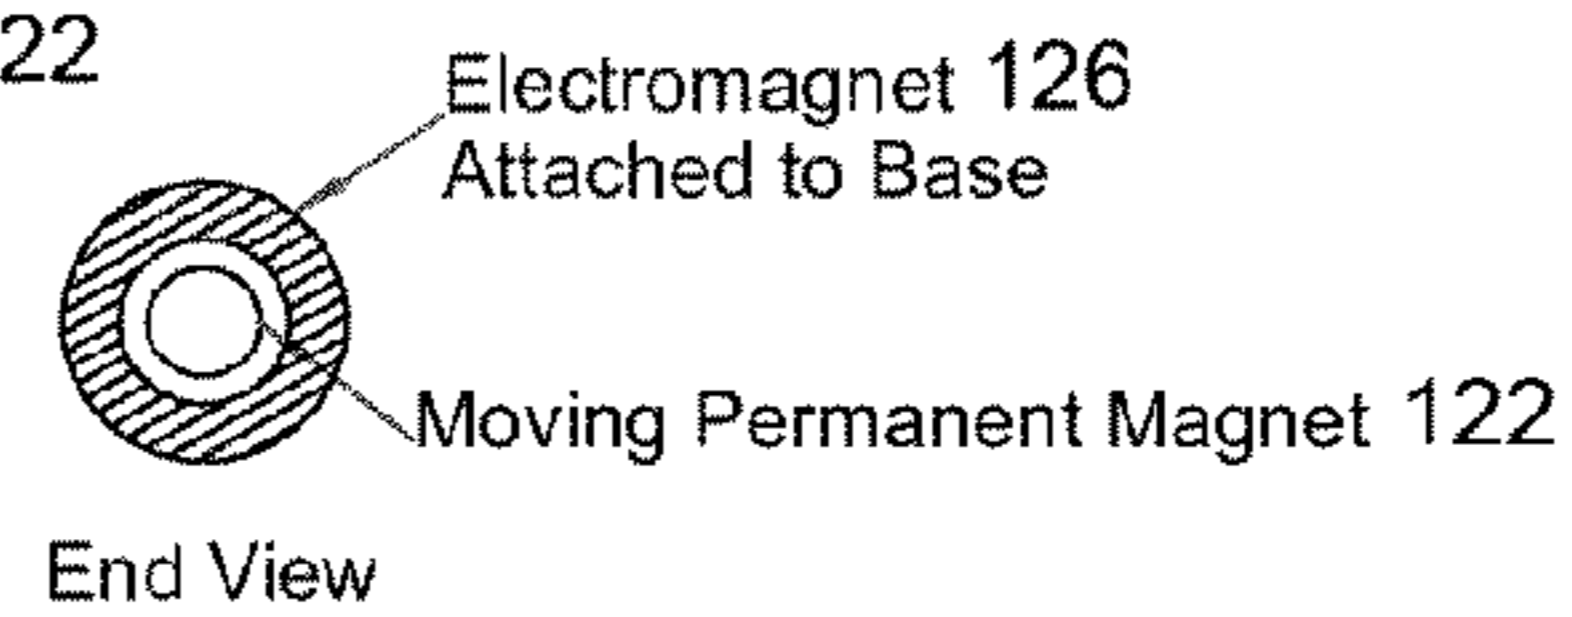 22
Electromagnet 126
Attached to Base
Moving Permanent Magnet 122
End View